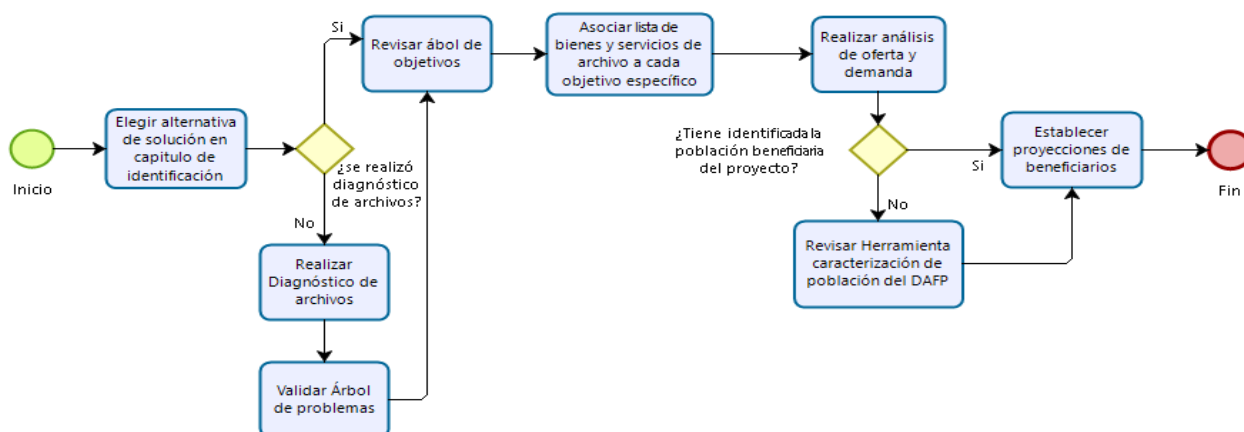 Inicio
Elegir alternativa
de solución en
capitulo de
identificación
¿se realizó
diagnóstico
de archivos?
Si
No
Realizar
Diagnóstico de
archivos
Validar Árbol
de problemas
Revisar ábol de
objetivos
Asociar lista de
bienes y servicios de
archivo a cada
objetivo específico
Realizar análisis
de oferta y
demanda
¿Tiene identificada la
población beneficiaria
del proyecto?
Si
No
Revisar Herramienta
caracterización de
población del DAFP
Establecer
proyecciones de
beneficiarios
Fin